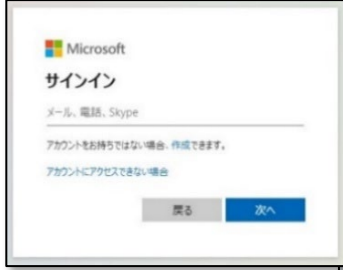 Microsoft
サインイン
メール、電話、Skype
アカウントをお持ちではない場合、作成できます。
アカウントにアクセスできない場合
戻る
次へ